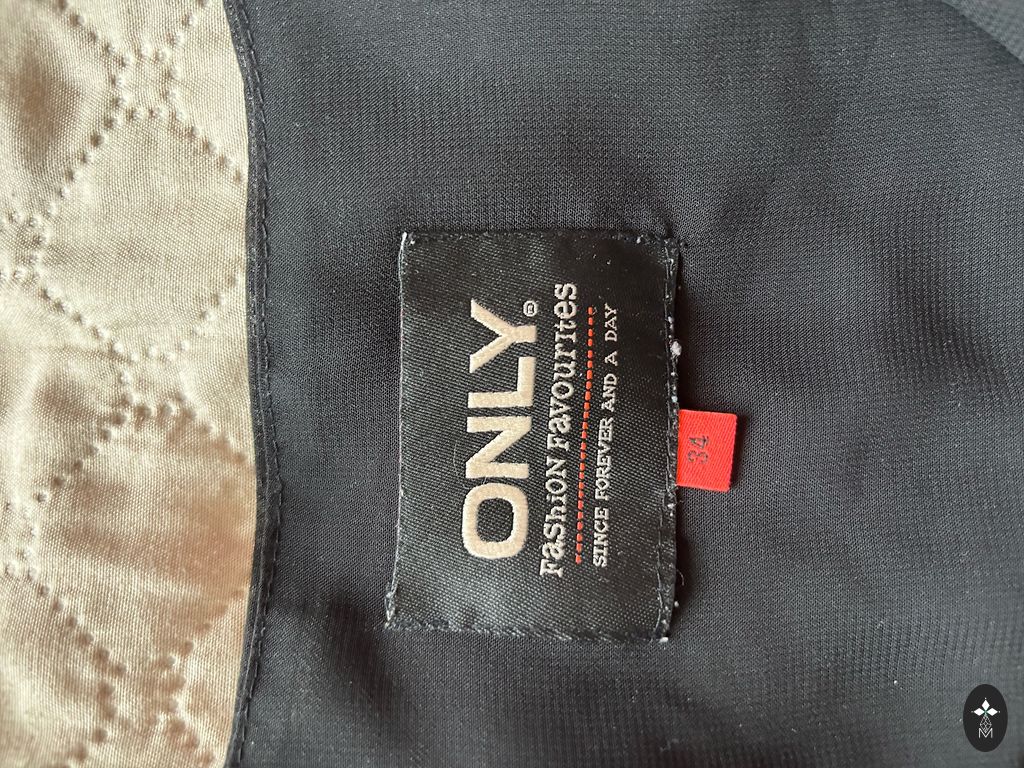 ONLY®
FaShiON FavouriTes
SINCE FOREVER AND A DAY
34
M